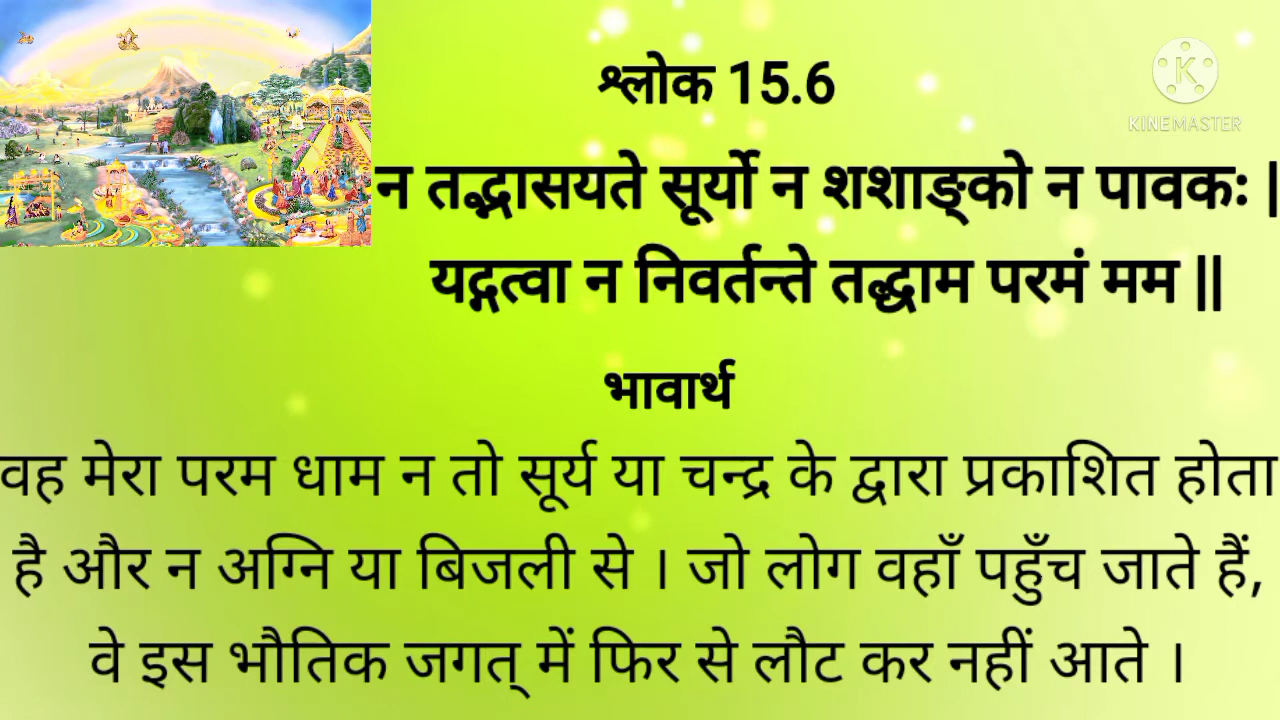 श्लोक 15.6
KINEMASTER
न तद्भासयते सूर्यो न शशाङ्को न पावकः |
यद्गत्वा न निवर्तन्ते तद्धाम परमं मम ||
भावार्थ
वह मेरा परम धाम न तो सूर्य या चन्द्र के द्वारा प्रकाशित होता
है और न अग्नि या बिजली से । जो लोग वहाँ पहुँच जाते हैं,
वे इस भौतिक जगत् में फिर से लौट कर नहीं आते ।